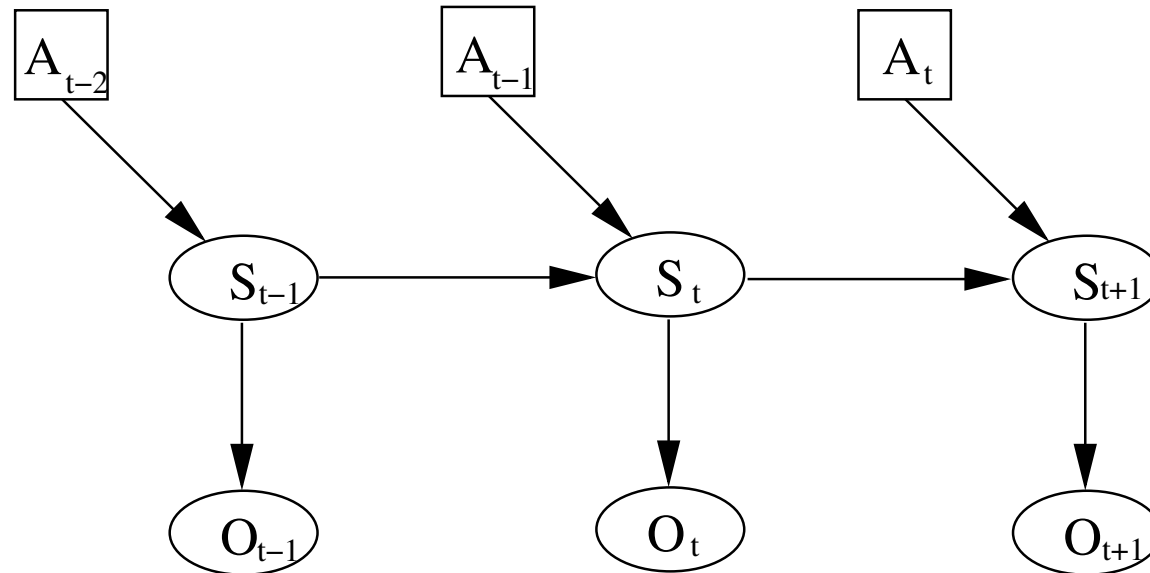 A_{t−2} A_{t−1} A_t
S_{t−1} S_t S_{t+1}
O_{t−1} O_t O_{t+1}